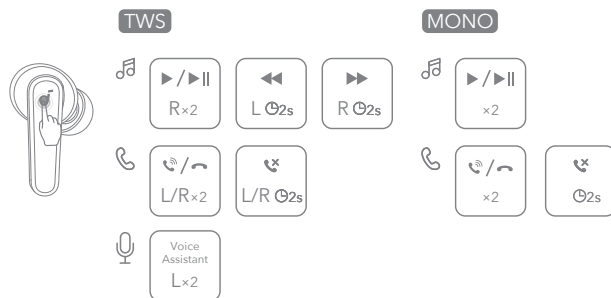 TWS
MONO
R×2
L 2s
R 2s
×2
L/R×2
L/R 2s
×2
2s
Voice
Assistant
L×2